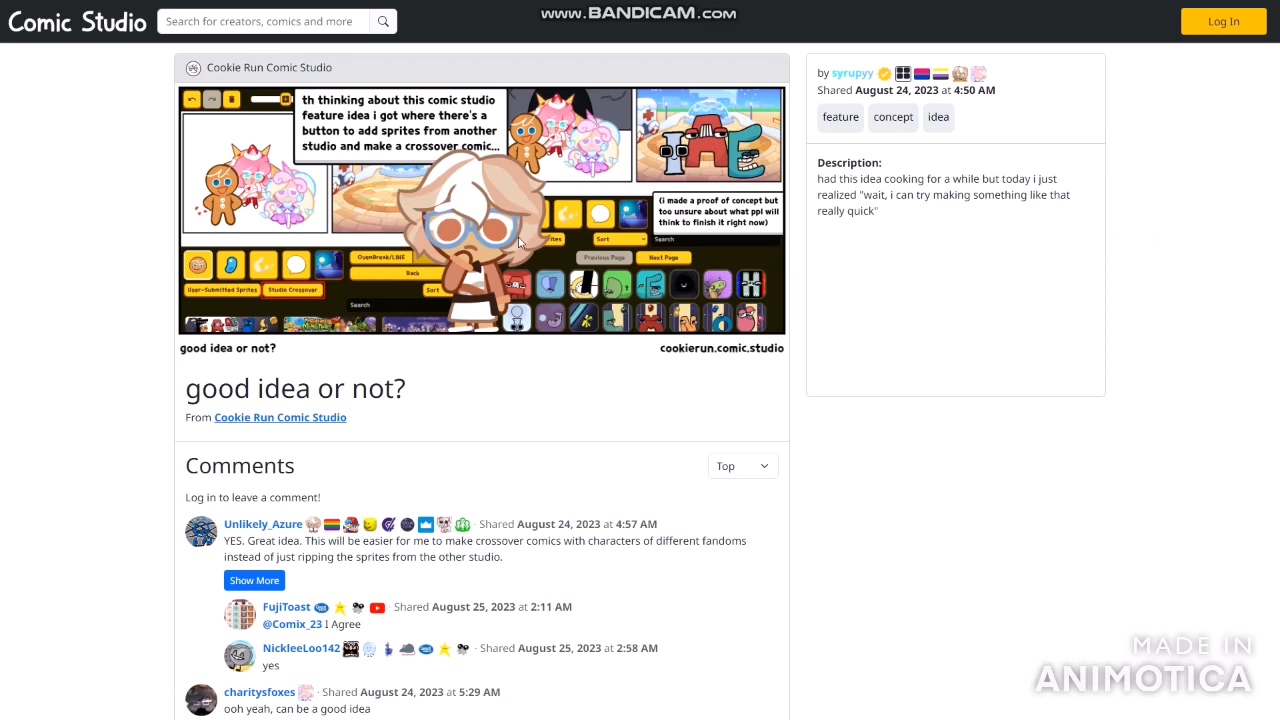 Comic Studio
Search for creators, comics and more
www.BANDICAM.com
Log In
Cookie Run Comic Studio
th thinking about this comic studio
feature idea i got where there's a
button to add sprites from another
studio and make a crossover comic...
(i made a proof of concept but
too unsure about what ppl will
think to finish it right now)
Sort
Search
OvenBreak/LINE
Previous Page
Next Page
Back
User-Submitted Sprites
Studio Crossover
Sort
Search
good idea or not?
cookierun.comic.studio
good idea or not?
From Cookie Run Comic Studio
by syrupyy
Shared August 24, 2023 at 4:50 AM
feature
concept
idea
Description:
had this idea cooking for a while but today i just
realized "wait, i can try making something like that
really quick"
Comments
Top
Log in to leave a comment!
Unlikely_Azure · Shared August 24, 2023 at 4:57 AM
YES. Great idea. This will be easier for me to make crossover comics with characters of different fandoms
instead of just ripping the sprites from the other studio.
Show More
FujiToast · Shared August 25, 2023 at 2:11 AM
@Comix_23 I Agree
NickleeLoo142 · Shared August 25, 2023 at 2:58 AM
yes
charitysfoxes · Shared August 24, 2023 at 5:29 AM
ooh yeah, can be a good idea
MADE IN
ANIMOTICA